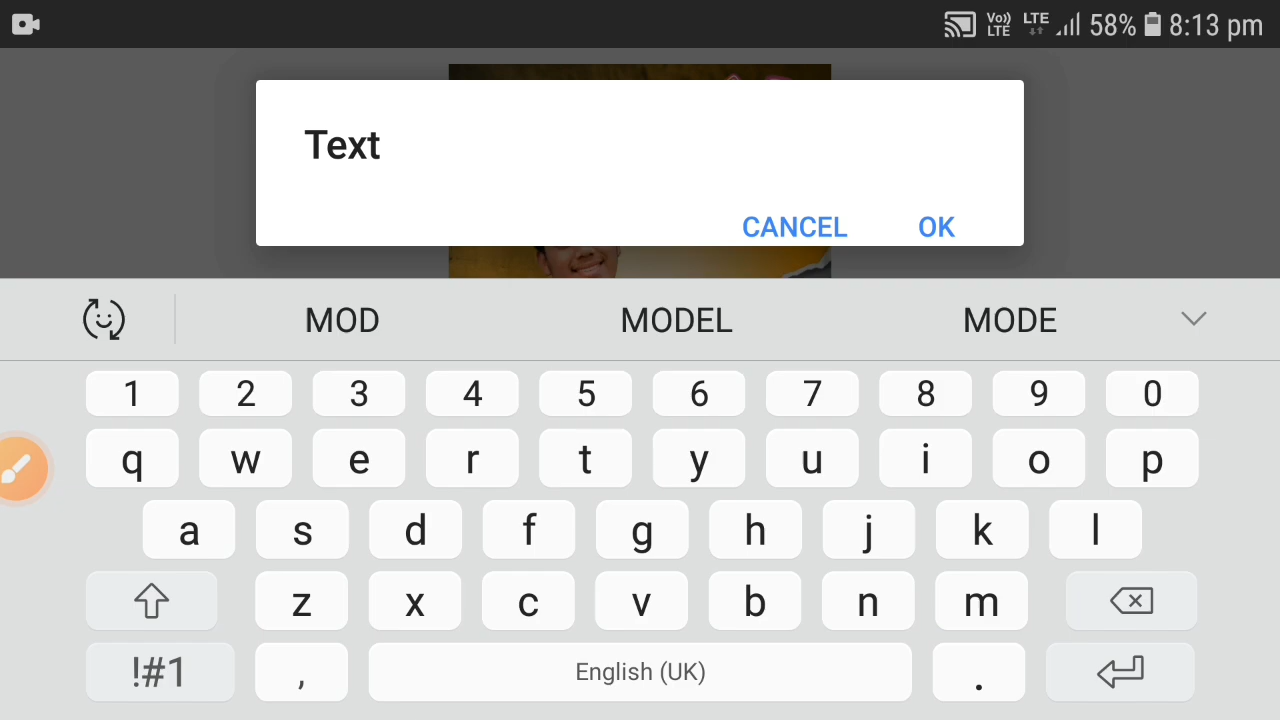 Vo)) LTE LTE 58% 8:13 pm
Text
CANCEL OK
MOD MODEL MODE
1 2 3 4 5 6 7 8 9 0
q w e r t y u i o p
a s d f g h j k l
z x c v b n m
!#1 , English (UK) .